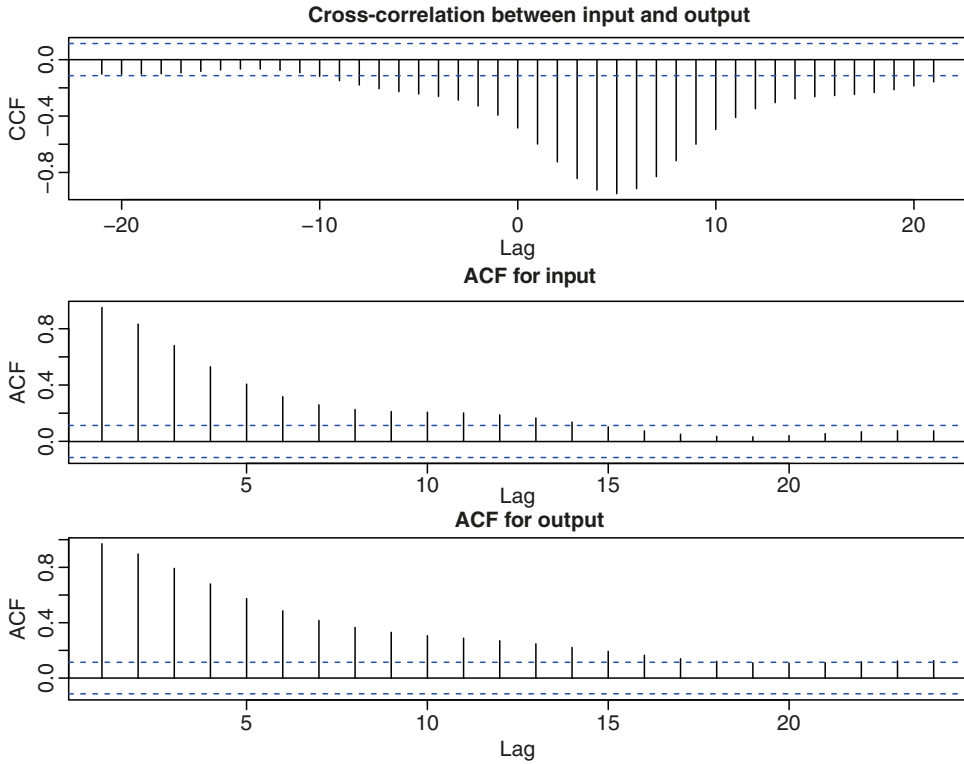 Cross-correlation between input and output
CCF
0.0
−0.4
−0.8
−20 −10 0 10 20
Lag
ACF for input
ACF
0.8
0.4
0.0
5 10 15 20
Lag
ACF for output
ACF
0.8
0.4
0.0
5 10 15 20
Lag